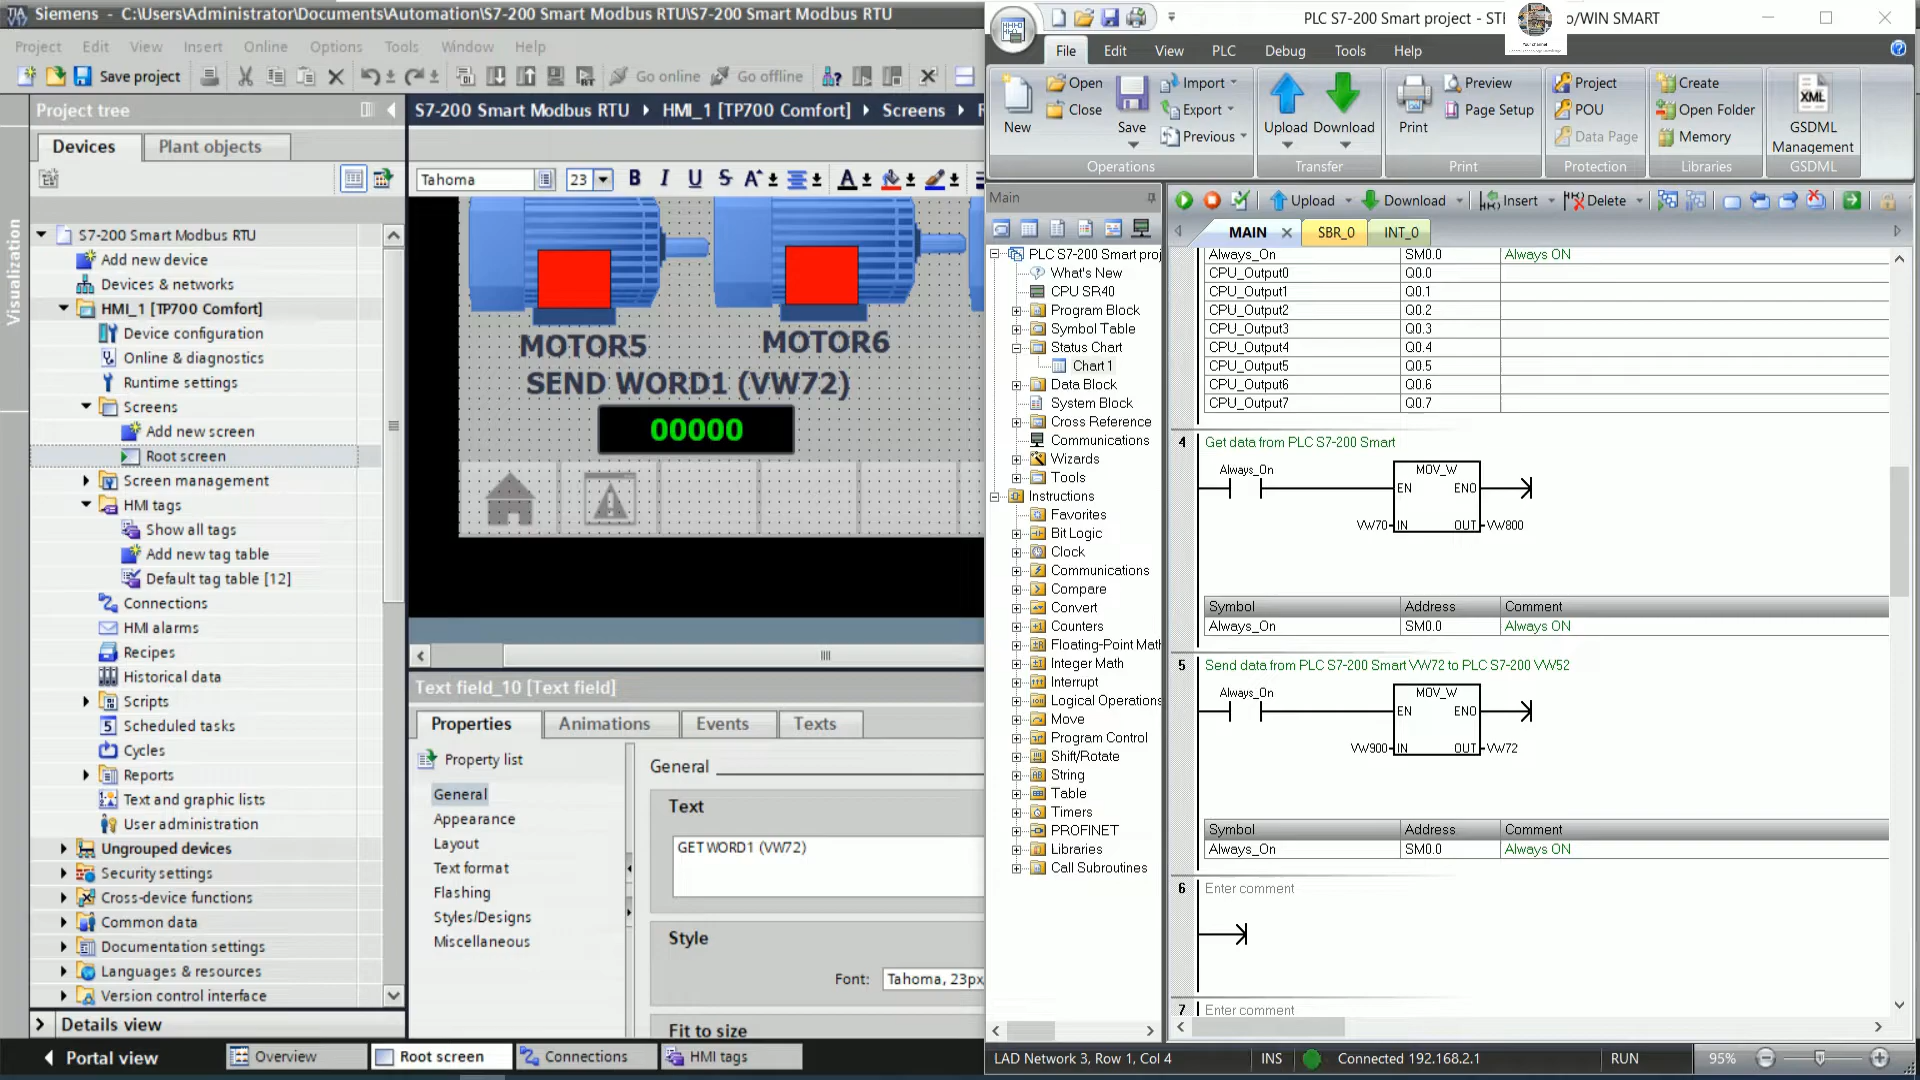 Siemens - C:\Users\Administrator\Documents\Automation\S7-200 Smart Modbus RTU\S7-200 Smart Modbus RTU
Project Edit View Insert Online Options Tools Window Help
Save project Go online Go offline
Project tree
Devices Plant objects
Visualization
S7-200 Smart Modbus RTU
Add new device
Devices & networks
HMI_1 [TP700 Comfort]
Device configuration
Online & diagnostics
Runtime settings
Screens
Add new screen
Root screen
Screen management
HMI tags
Show all tags
Add new tag table
Default tag table [12]
Connections
HMI alarms
Recipes
Historical data
Scripts
Scheduled tasks
Cycles
Reports
Text and graphic lists
User administration
Ungrouped devices
Security settings
Cross-device functions
Common data
Documentation settings
Languages & resources
Version control interface
Details view
Portal view Overview Root screen Connections HMI tags
S7-200 Smart Modbus RTU HMI_1 [TP700 Comfort] Screens
Tahoma 23 B I U S A A
MOTOR5 MOTOR6
SEND WORD1 (VW72)
00000
Text field_10 [Text field]
Properties Animations Events Texts
Property list
General
Appearance
Layout
Text format
Flashing
Styles/Designs
Miscellaneous
General
Text
GET WORD1 (VW72)
Style
Font: Tahoma, 23px
Fit to size
PLC S7-200 Smart project - STE o/WIN SMART
Your channel
File Edit View PLC Debug Tools Help
New Open Close Save Import Export Previous
Operations
Upload Download
Transfer
Print Preview Page Setup
Print
Project POU Data Page
Protection
Create Open Folder Memory
Libraries
XML GSDML Management
GSDML
Main
Upload Download Insert Delete
MAIN SBR_0 INT_0
PLC S7-200 Smart proj
What's New
CPU SR40
Program Block
Symbol Table
Status Chart
Chart 1
Data Block
System Block
Cross Reference
Communications
Wizards
Tools
Instructions
Favorites
Bit Logic
Clock
Communications
Compare
Convert
Counters
Floating-Point Math
Integer Math
Interrupt
Logical Operations
Move
Program Control
Shift/Rotate
String
Table
Timers
PROFINET
Libraries
Call Subroutines
Always_On SM0.0 Always ON
CPU_Output0 Q0.0
CPU_Output1 Q0.1
CPU_Output2 Q0.2
CPU_Output3 Q0.3
CPU_Output4 Q0.4
CPU_Output5 Q0.5
CPU_Output6 Q0.6
CPU_Output7 Q0.7
4 Get data from PLC S7-200 Smart
Always_On MOV_W
EN ENO
VW70 IN OUT VW800
Symbol Address Comment
Always_On SM0.0 Always ON
5 Send data from PLC S7-200 Smart VW72 to PLC S7-200 VW52
Always_On MOV_W
EN ENO
VW900 IN OUT VW72
Symbol Address Comment
Always_On SM0.0 Always ON
6 Enter comment
7 Enter comment
LAD Network 3, Row 1, Col 4 INS Connected 192.168.2.1 RUN 95%